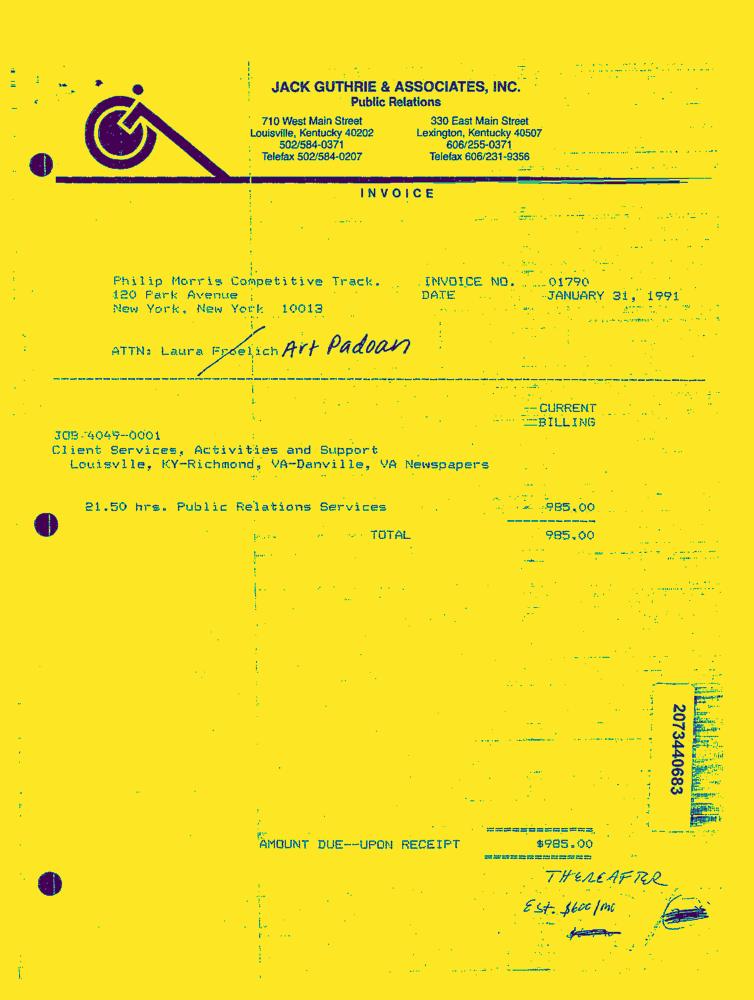 JACK GUTHRIE & ASSOCIATES, INC.
Public Relations
710 West Main Street
Louisville, Kentucky 40202
502/584-0371
Telefax 502/584-0207
330 East Main Street
Lexington, Kentucky 40507
606/255-0371
Telefax 606/231-9356
INVOICE
Philip Morris Competitive Track. INVOICE NO. 01790
120 Park Avenue DATE JANUARY 31, 1991
New York, New York 10013
ATTN: Laura Froelich Art Padoan
CURRENT
BILLING
JOB 4049-0001
Client Services, Activities and Support
Louisvlle, KY-Richmond, VA-Danville, VA Newspapers
21.50 hrs. Public Relations Services 985.00
TOTAL 985.00
2073440683
AMOUNT DUE--UPON RECEIPT $985.00
THEREAFTER
Est. $600/mo